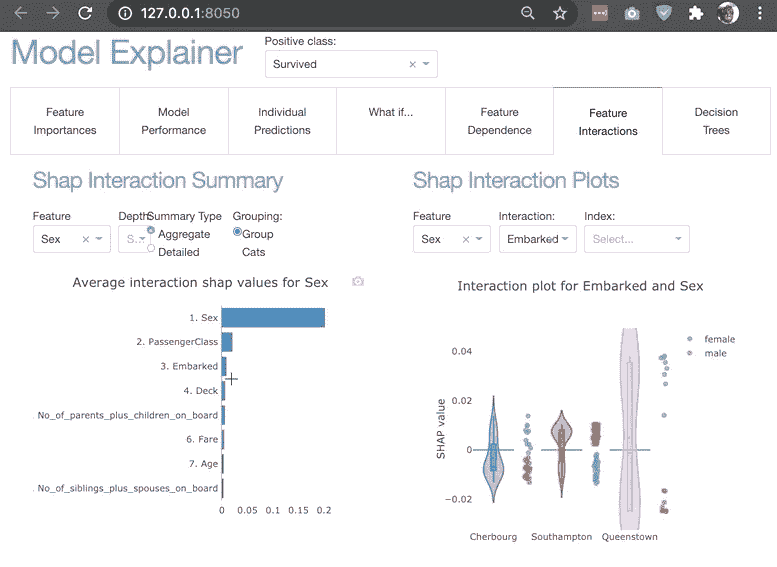 127.0.0.1:8050
Model Explainer
Positive class:
Survived
Feature
Importances
Model
Performance
Individual
Predictions
What if...
Feature
Dependence
Feature
Interactions
Decision
Trees
Shap Interaction Summary
Feature
Depth
Summary Type
Grouping:
Sex
S...
Aggregate
Detailed
Group
Cats
Average interaction shap values for Sex
1. Sex
2. PassengerClass
3. Embarked
4. Deck
No_of_parents_plus_children_on_board
6. Fare
7. Age
No_of_siblings_plus_spouses_on_board
0 0.05 0.1 0.15 0.2
Shap Interaction Plots
Feature
Interaction:
Index:
Sex
Embarked
Select...
Interaction plot for Embarked and Sex
female
male
SHAP value
0.04
0.02
0
−0.02
Cherbourg Southampton Queenstown